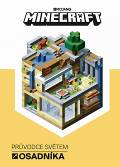 MOJANG
MINECRAFT
PRŮVODCE SVĚTEM
OSADNÍKA